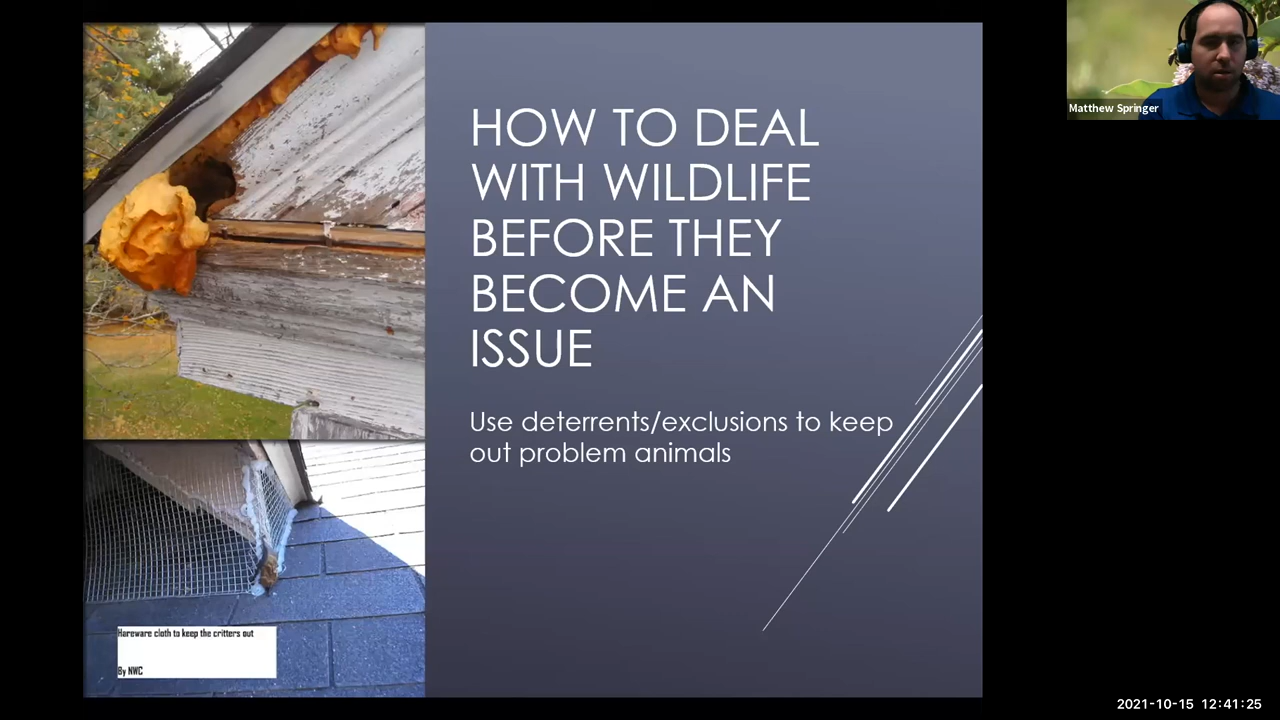 HOW TO DEAL
WITH WILDLIFE
BEFORE THEY
BECOME AN
ISSUE
Use deterrents/exclusions to keep
out problem animals
Hareware cloth to keep the critters out
By NWC
Matthew Springer
2021-10-15 12:41:25